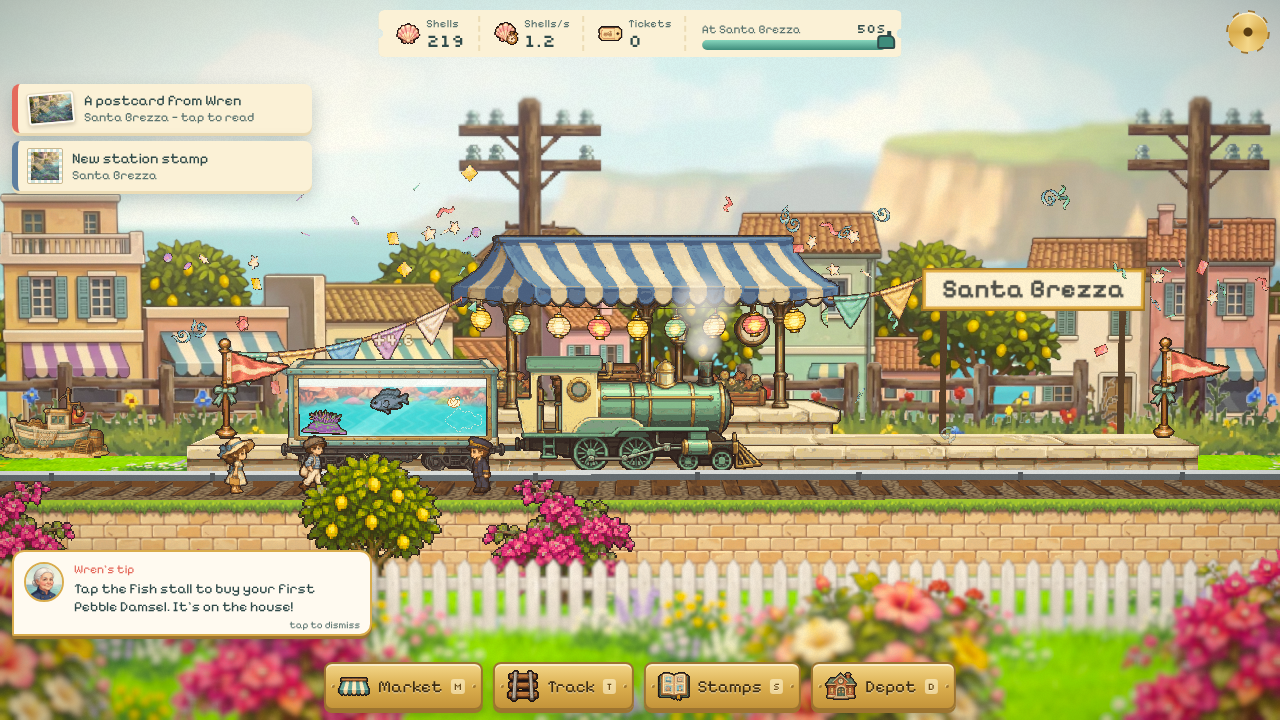 Shells
219
Shells/s
1.2
Tickets
0
At Santa Brezza
50s
A postcard from Wren
Santa Brezza - tap to read
New station stamp
Santa Brezza
Santa Brezza
Wren's tip
Tap the Fish stall to buy your first
Pebble Damsel. It's on the house!
tap to dismiss
Market M
Track T
Stamps S
Depot D